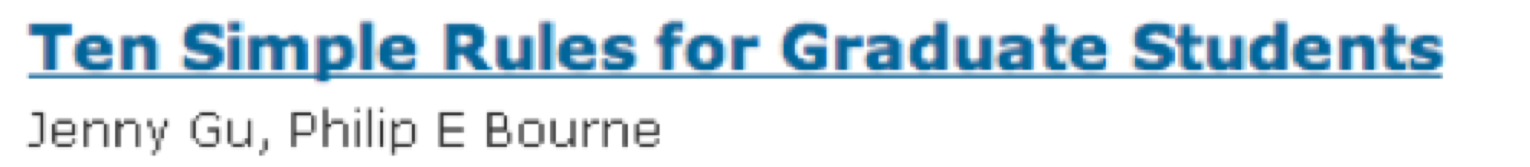 Ten Simple Rules for Graduate Students
Jenny Gu, Philip E Bourne